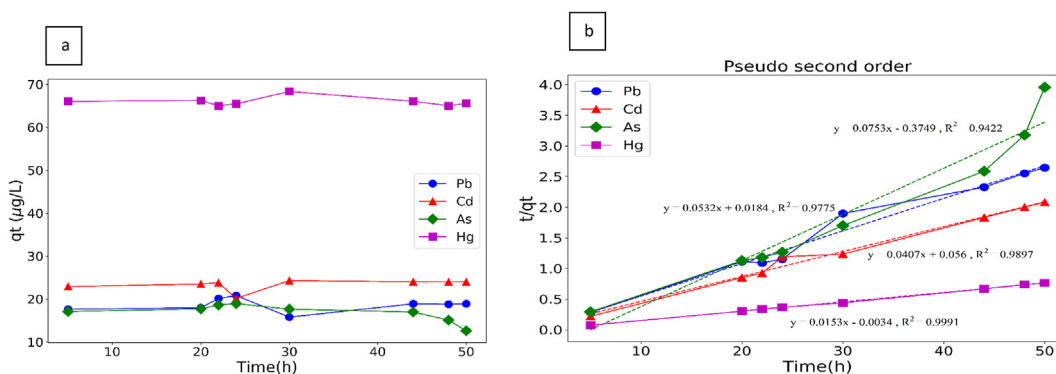 a
b
Pseudo second order
70
60
50
40
30
20
10
qt (µg/L)
Pb
Cd
As
Hg
10
20
30
40
50
Time(h)
4.0
3.5
3.0
2.5
2.0
1.5
1.0
0.5
0.0
t/qt
Pb
Cd
As
Hg
y 0.0753x - 0.3749 , R² 0.9422
y 0.0532x + 0.0184 , R² 0.9775
y 0.0407x + 0.056 , R² 0.9897
y 0.0153x - 0.0034 , R² 0.9991
10
20
30
40
50
Time(h)